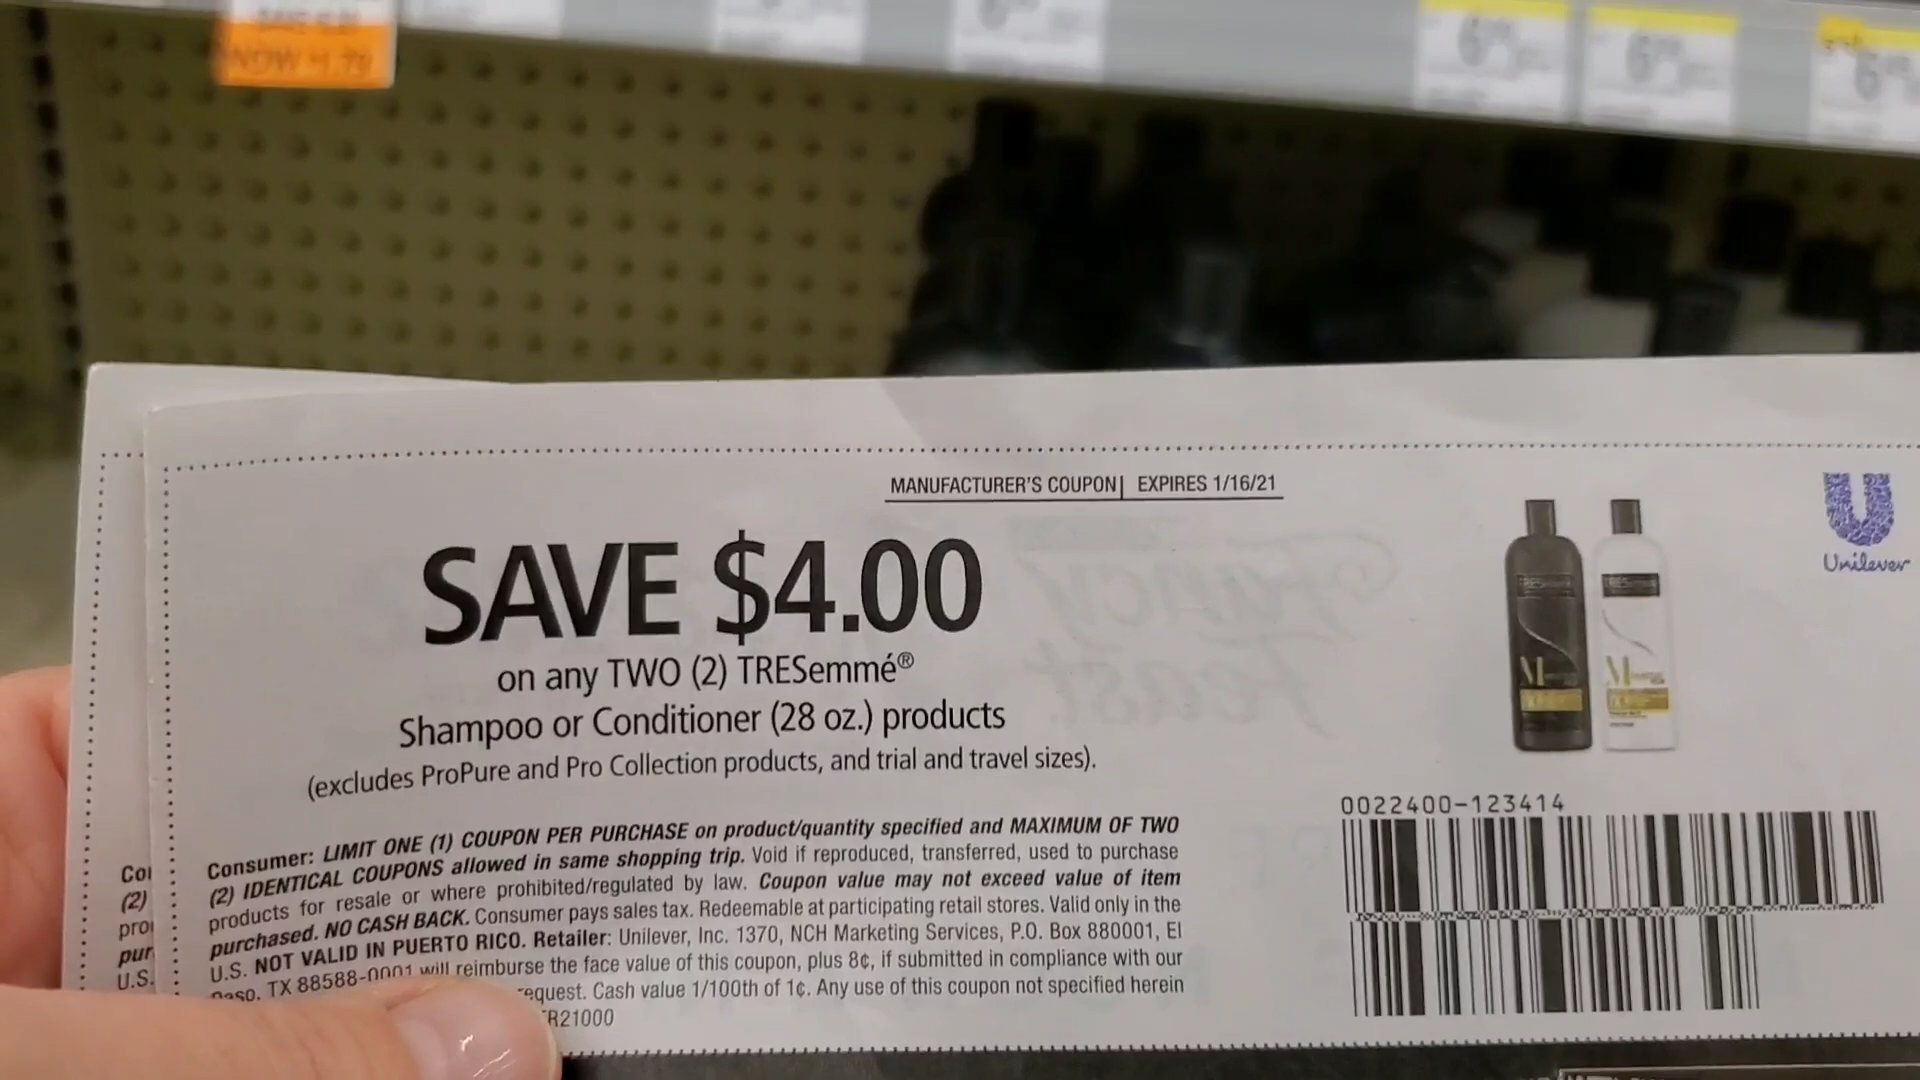 NOW 1.79
MANUFACTURER'S COUPON | EXPIRES 1/16/21
Unilever
SAVE $4.00
on any TWO (2) TRESemmé®
Shampoo or Conditioner (28 oz.) products
(excludes ProPure and Pro Collection products, and trial and travel sizes).
0022400-123414
Consumer: LIMIT ONE (1) COUPON PER PURCHASE on product/quantity specified and MAXIMUM OF TWO
(2) IDENTICAL COUPONS allowed in same shopping trip. Void if reproduced, transferred, used to purchase
products for resale or where prohibited/regulated by law. Coupon value may not exceed value of item
purchased. NO CASH BACK. Consumer pays sales tax. Redeemable at participating retail stores. Valid only in the
U.S. NOT VALID IN PUERTO RICO. Retailer: Unilever, Inc. 1370, NCH Marketing Services, P.O. Box 880001, El
Paso, TX 88588-0001 will reimburse the face value of this coupon, plus 8¢, if submitted in compliance with our
request. Cash value 1/100th of 1¢. Any use of this coupon not specified herein
R21000
(2)
U.S.